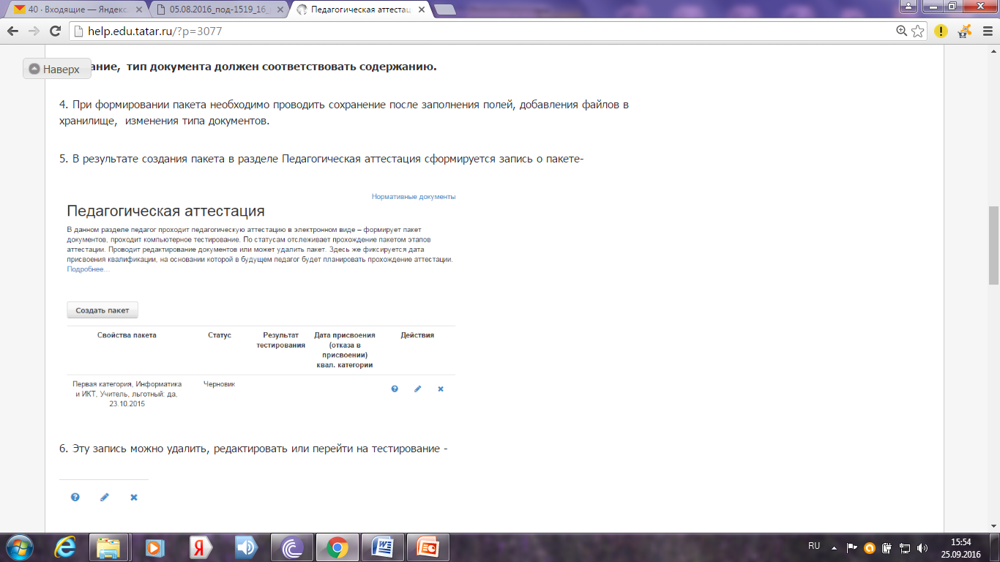 40 · Входящие — Яндекс
05.08.2016_под-1519_16_
Педагогическая аттестац
help.edu.tatar.ru/?p=3077
Наверх
ание, тип документа должен соответствовать содержанию.
4. При формировании пакета необходимо проводить сохранение после заполнения полей, добавления файлов в
хранилище, изменения типа документов.
5. В результате создания пакета в разделе Педагогическая аттестация сформируется запись о пакете-
Нормативные документы
Педагогическая аттестация
В данном разделе педагог проходит педагогическую аттестацию в электронном виде – формирует пакет
документов, проходит компьютерное тестирование. По статусам отслеживает прохождение пакетом этапов
аттестации. Проводит редактирование документов или может удалить пакет. Здесь же фиксируется дата
присвоения квалификации, на основании которой в будущем педагог будет планировать прохождение аттестации.
Подробнее...
Создать пакет
Свойства пакета Статус Результат тестирования Дата присвоения (отказа в присвоении) квал. категории Действия
Первая категория, Информатика
и ИКТ, Учитель, льготный: да,
23.10.2015
Черновик
6. Эту запись можно удалить, редактировать или перейти на тестирование -
RU
15:54
25.09.2016